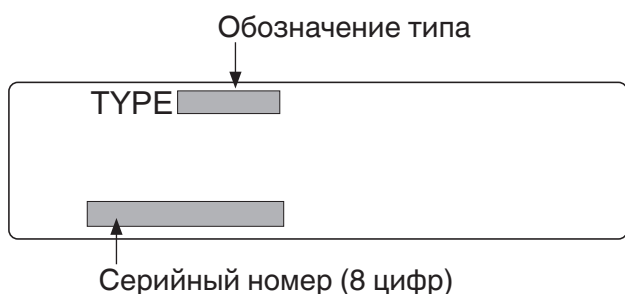 Обозначение типа
TYPE
Серийный номер (8 цифр)